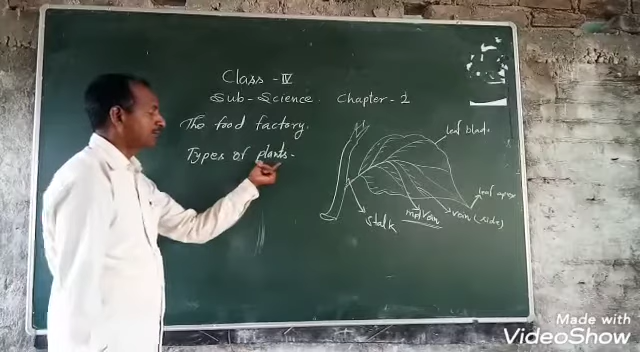 Class - IV
Sub - Science. Chapter - 2
The food factory.
Types of plants -
leaf blade
leaf apex
stalk
midvein
vein (side)
Made with
VideoShow